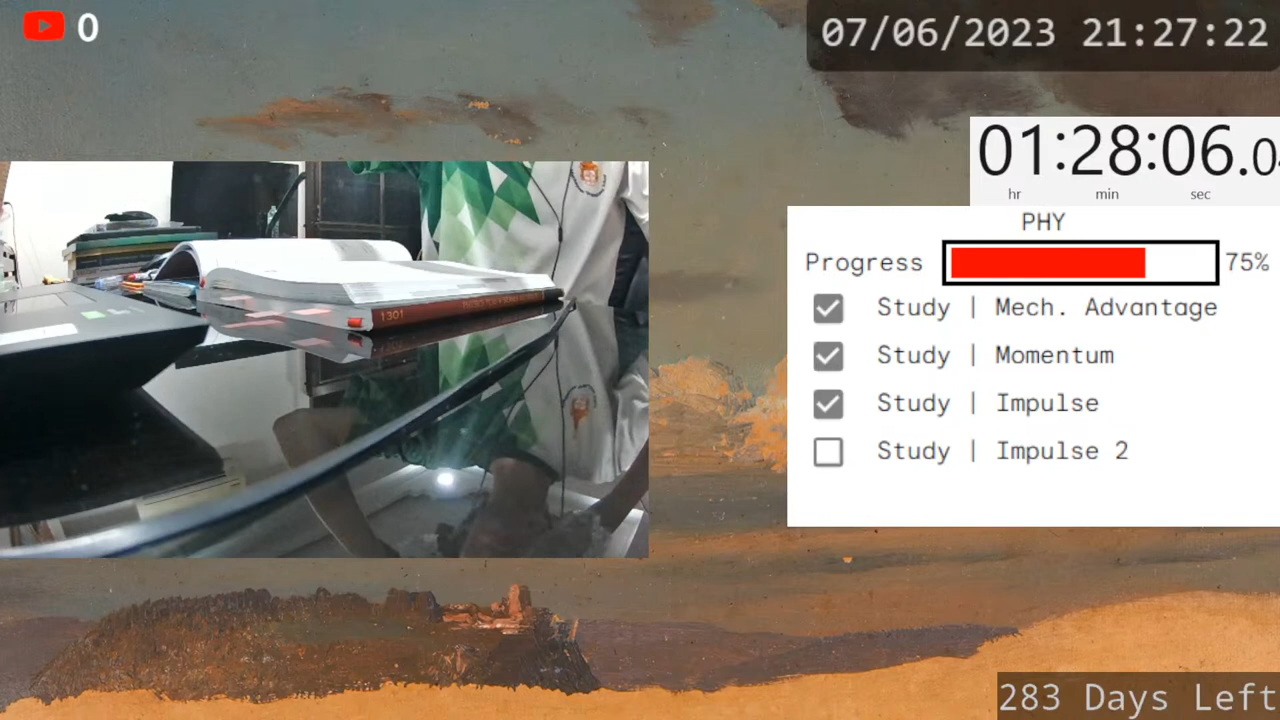 0
07/06/2023 21:27:22
01:28:06.0
hr min sec
PHY
Progress 75%
Study | Mech. Advantage
Study | Momentum
Study | Impulse
Study | Impulse 2
1301
283 Days Left